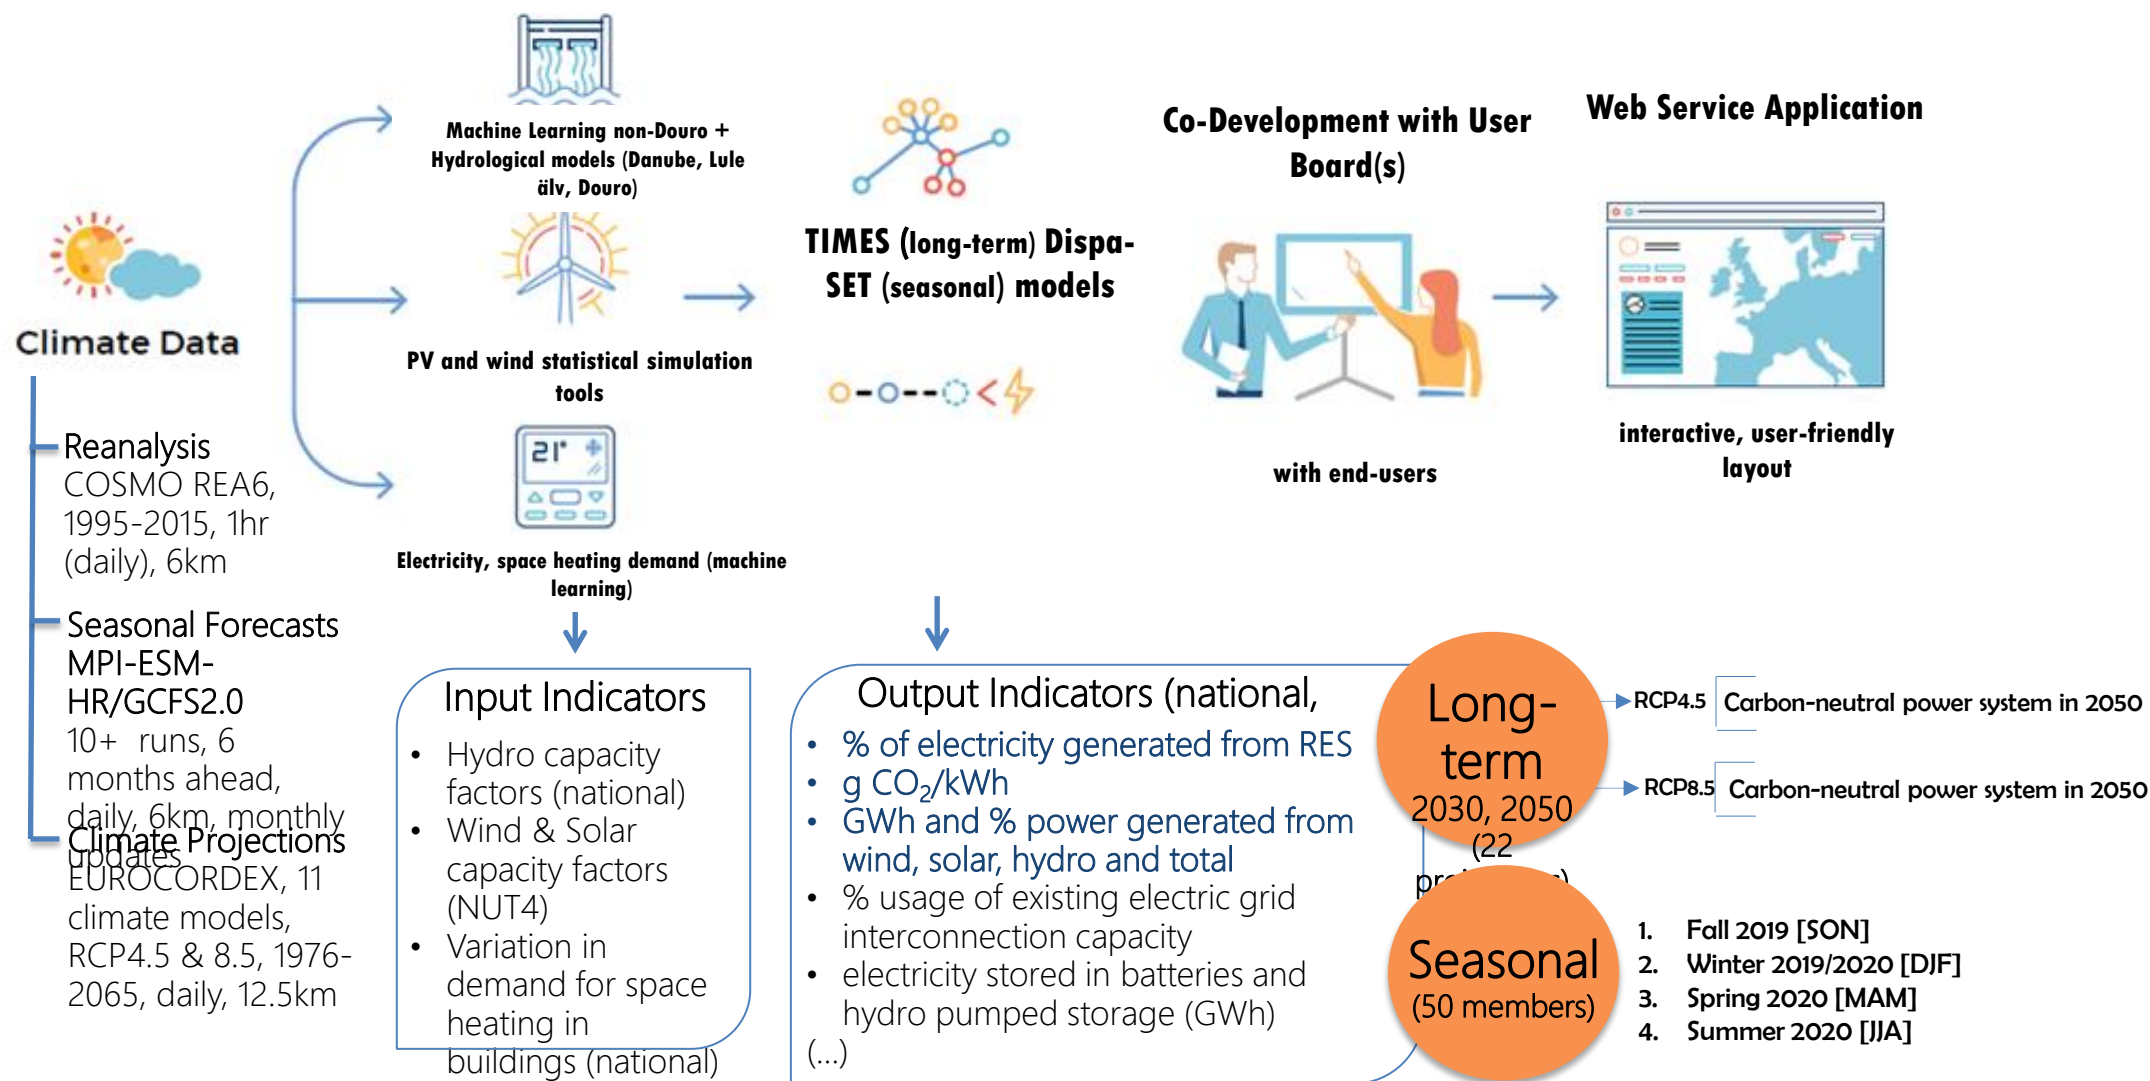 Climate Data
Reanalysis
COSMO REA6,
1995-2015, 1hr
(daily), 6km
Seasonal Forecasts
MPI-ESM-
HR/GCFS2.0
10+ runs, 6
months ahead,
daily, 6km, monthly
updates
Climate Projections
EUROCORDEX, 11
climate models,
RCP4.5 & 8.5, 1976-
2065, daily, 12.5km
Machine Learning non-Douro +
Hydrological models (Danube, Lule
älv, Douro)
PV and wind statistical simulation
tools
21°
Electricity, space heating demand (machine
learning)
Input Indicators
• Hydro capacity
factors (national)
• Wind & Solar
capacity factors
(NUT4)
• Variation in
demand for space
heating in
buildings (national)
TIMES (long-term) Dispa-
SET (seasonal) models
Output Indicators (national,
• % of electricity generated from RES
• g CO₂/kWh
• GWh and % power generated from
wind, solar, hydro and total
• % usage of existing electric grid
interconnection capacity
• electricity stored in batteries and
hydro pumped storage (GWh)
(...)
Co-Development with User
Board(s)
with end-users
Web Service Application
interactive, user-friendly
layout
Long-
term
2030, 2050
(22
RCP4.5 Carbon-neutral power system in 2050
RCP8.5 Carbon-neutral power system in 2050
Seasonal
(50 members)
1. Fall 2019 [SON]
2. Winter 2019/2020 [DJF]
3. Spring 2020 [MAM]
4. Summer 2020 [JJA]